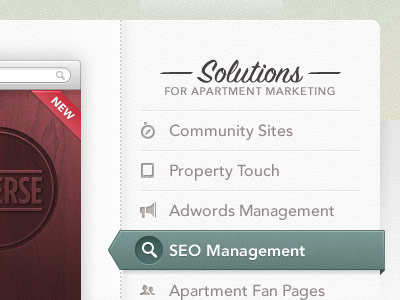 Solutions
FOR APARTMENT MARKETING
NEW
ERSE
Community Sites
Property Touch
Adwords Management
SEO Management
Apartment Fan Pages